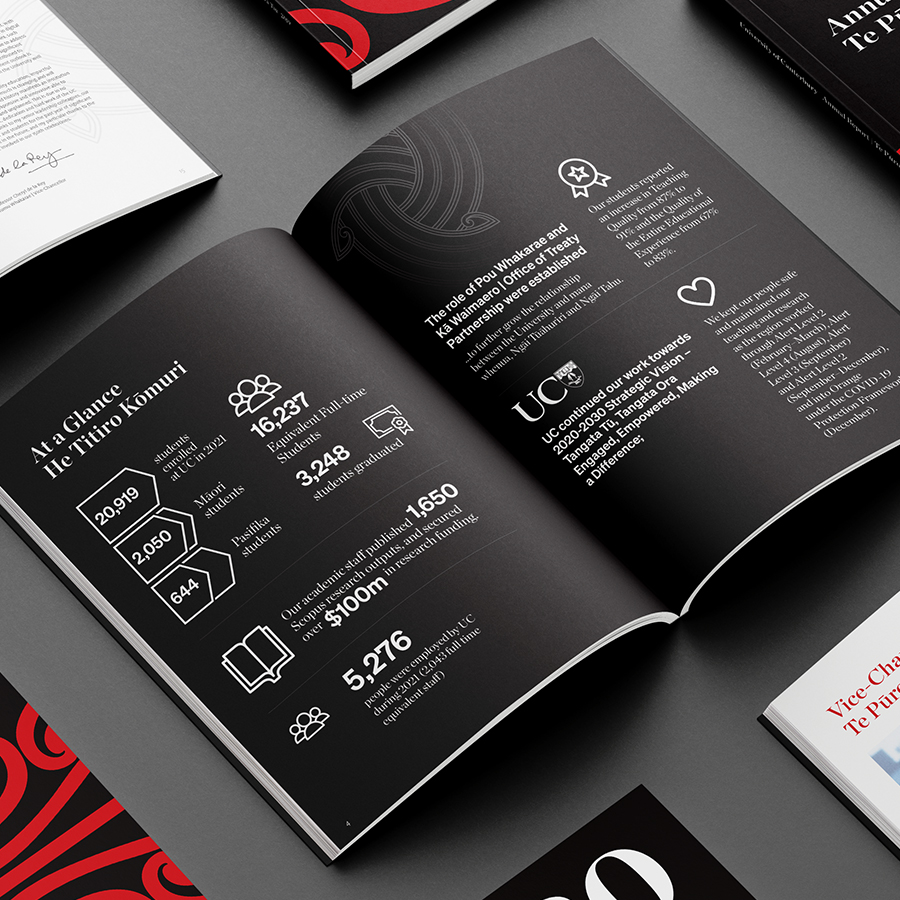 At a Glance
He Tītiro Kōmuri
20,919
students
enrolled
at UC in 2021
2,050
Māori
students
644
Pasifika
students
16,237
Equivalent Full-time
Students
3,248
students graduated
Our academic staff published 1,650
Scopus research outputs, and secured
over $100m in research funding.
5,276
people were employed by UC
during 2021 (2,043 full time
equivalent staff)
4
The role of Pou Whakarae and
Kā Waimaero | Office of Treaty
Partnership were established
...to further grow the relationship
between the University and mana
whenua, Ngāi Tūāhuriri and Ngāi Tahu.
UC
UC continued our work towards
2020-2030 Strategic Vision –
Tangata Tū, Tangata Ora
Engaged, Empowered, Making
a Difference;
Our students reported
an increase in Teaching
Quality from 87% to
91% and the Quality of
the Entire Educational
Experience from 67%
to 83%.
We kept our people safe
and maintained our
teaching and research
as the region worked
through Alert Level 2
(February-March), Alert
Level 4 (August), Alert
Level 3 (September)
and Alert Level 2
(September-December),
and into Orange
under the COVID-19
Protection Framework
(December).
University of Canterbury Annual Report
Vice-Cha
Te Pūro